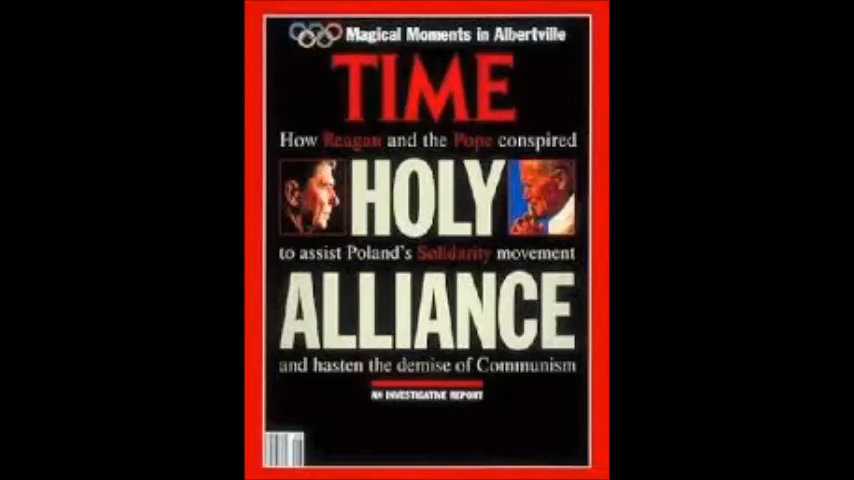 Magical Moments in Albertville
TIME
How Reagan and the Pope conspired
HOLY
to assist Poland's Solidarity movement
ALLIANCE
and hasten the demise of Communism
AN INVESTIGATIVE REPORT